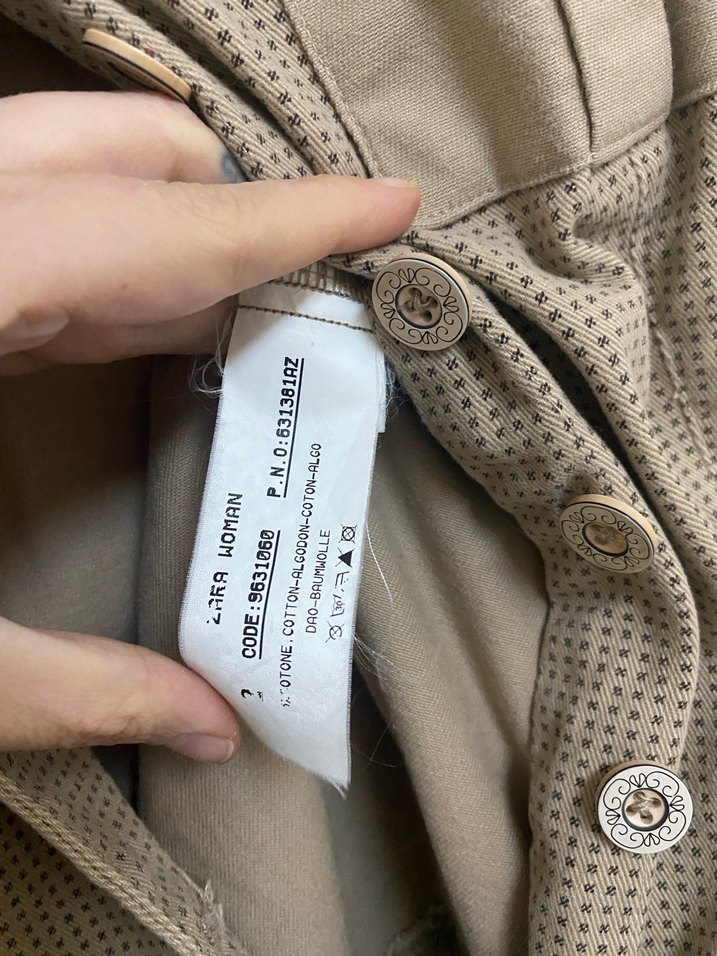 ZARA WOMAN
CODE:9631060 P.N.O:631381AZ
COTONE,COTTON-ALGODON-COTON-ALGO
DAO-BAUMWOLLE